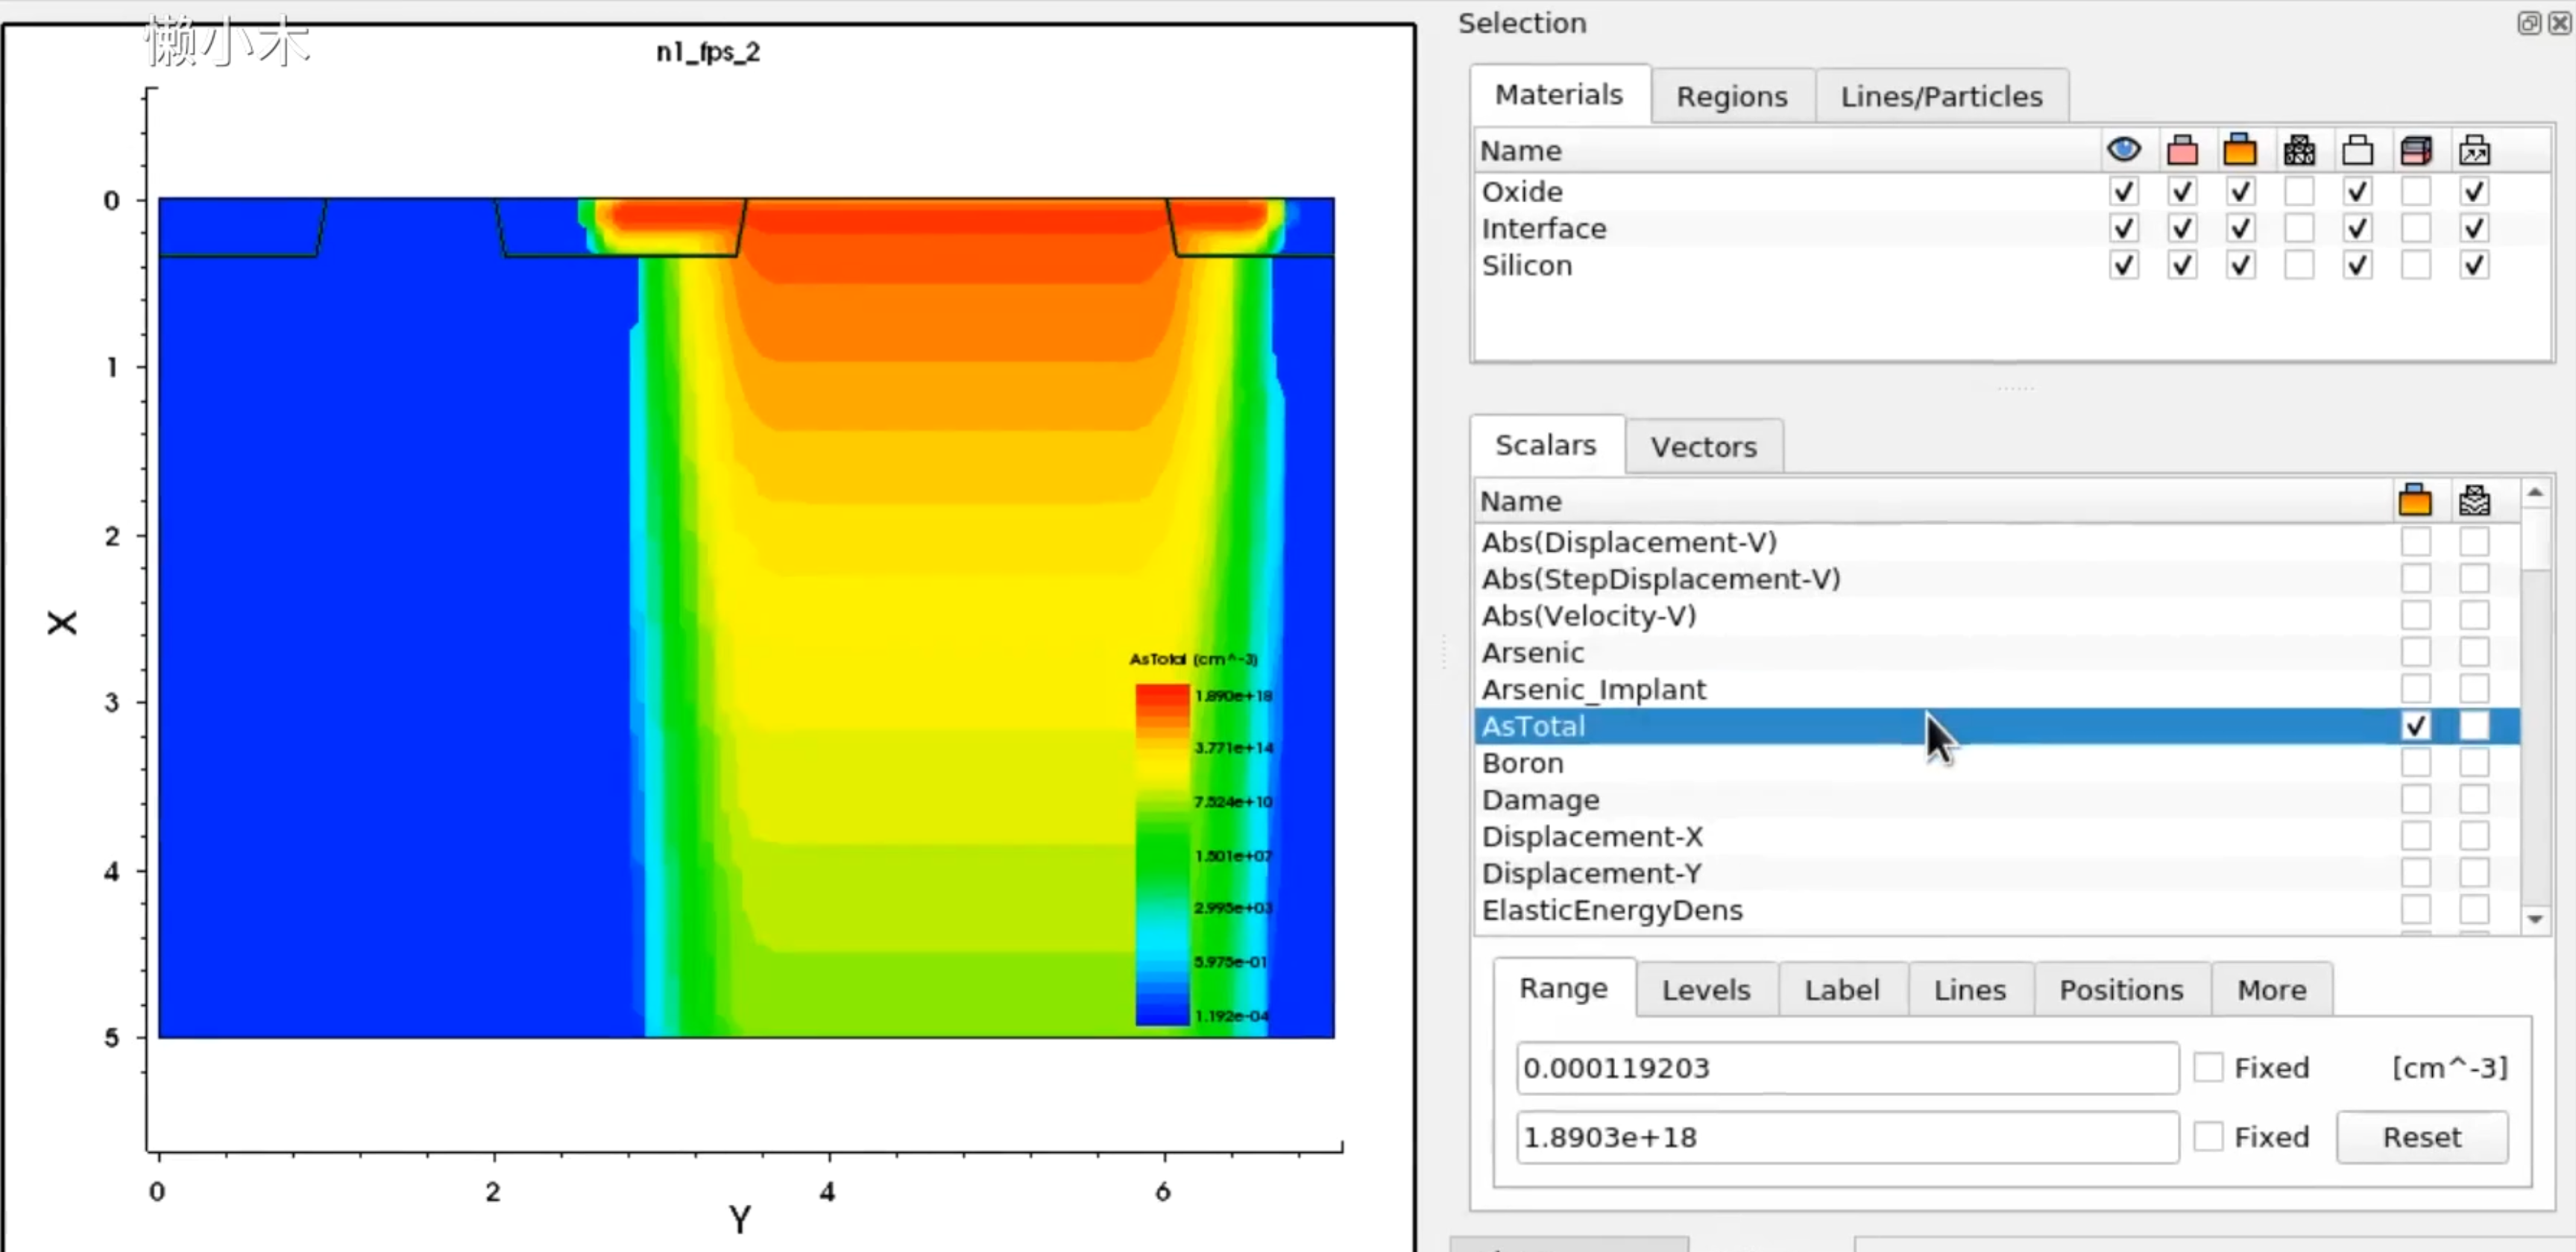 懒小木
n1_fps_2
0
1
2
3
4
5
X
0
2
4
6
Y
AsTotal (cm^-3)
1.890e+18
3.771e+14
7.524e+10
1.501e+07
2.995e+03
5.975e-01
1.192e-04
Selection
Materials Regions Lines/Particles
Name
Oxide
Interface
Silicon
Scalars Vectors
Name
Abs(Displacement-V)
Abs(StepDisplacement-V)
Abs(Velocity-V)
Arsenic
Arsenic_Implant
AsTotal
Boron
Damage
Displacement-X
Displacement-Y
ElasticEnergyDens
Range Levels Label Lines Positions More
0.000119203 Fixed [cm^-3]
1.8903e+18 Fixed Reset